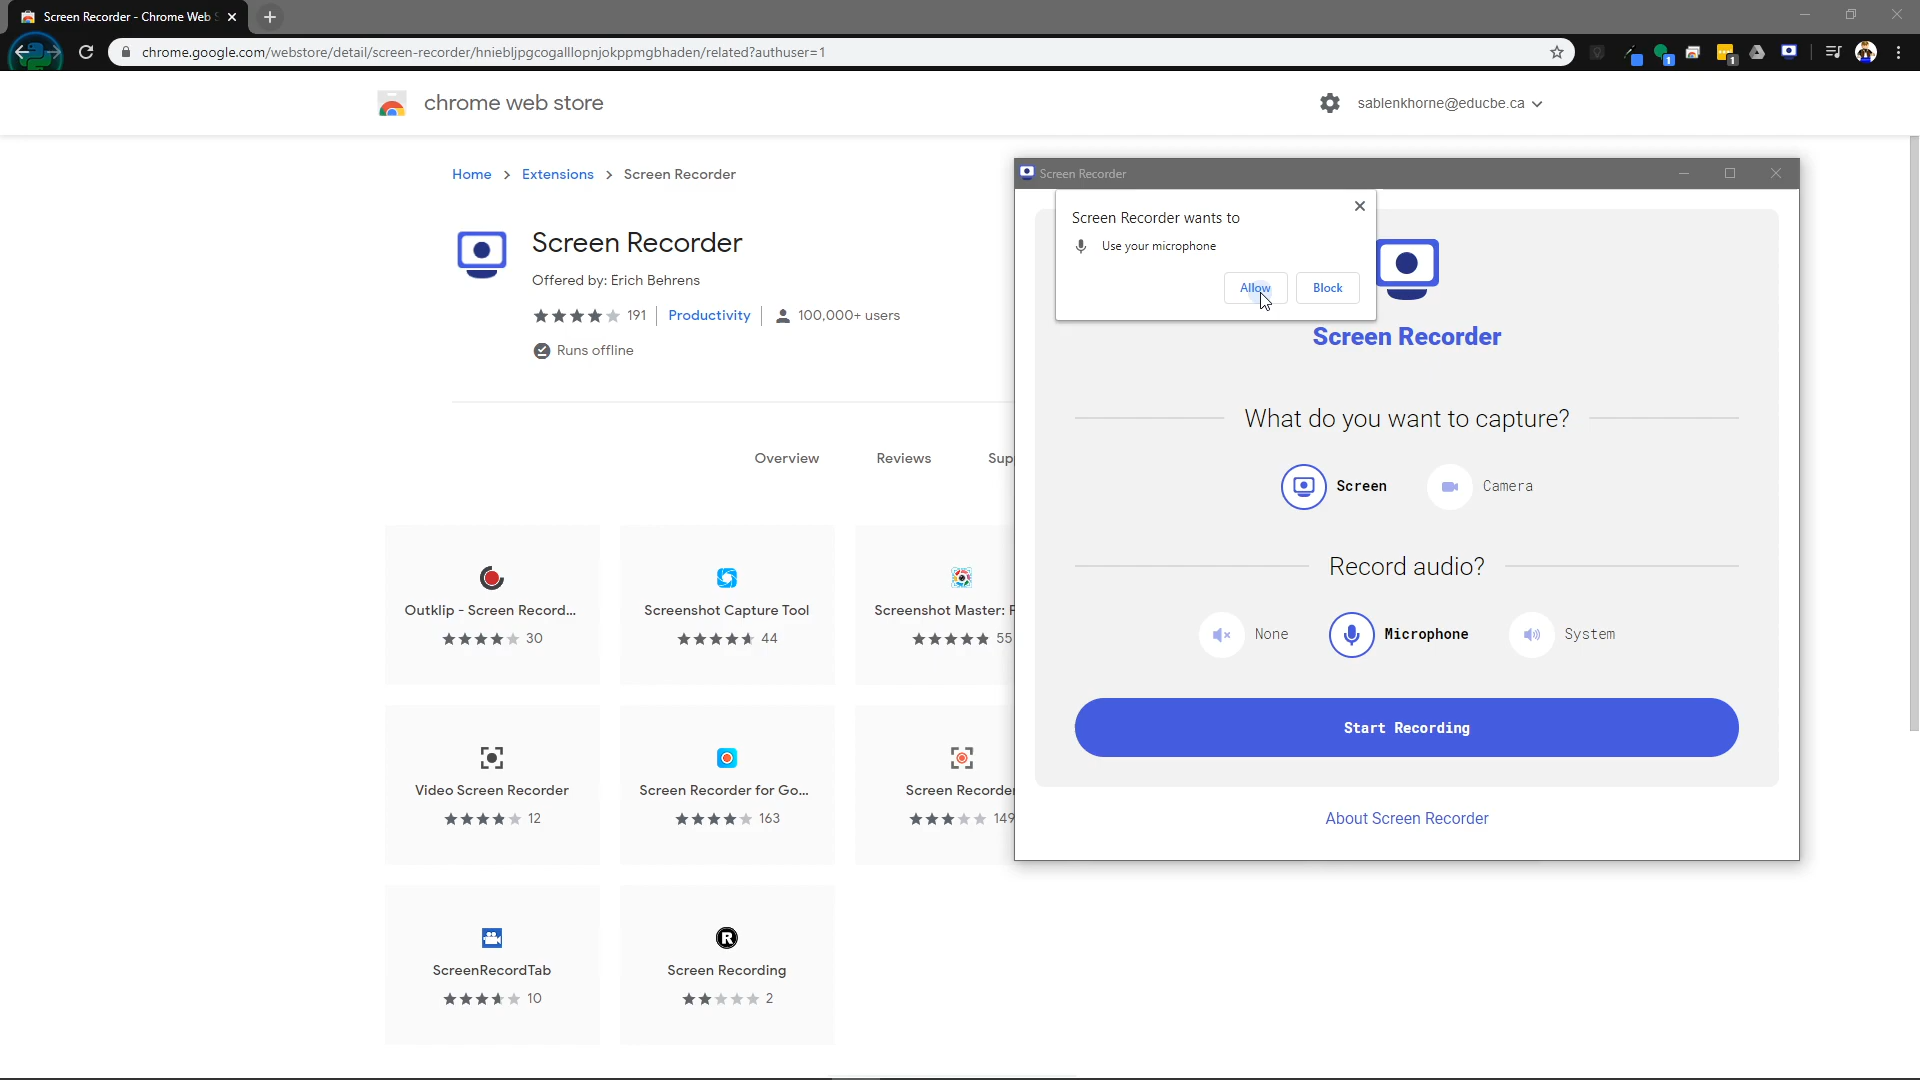 Screen Recorder - Chrome Web S
chrome.google.com/webstore/detail/screen-recorder/hniebljpgcogalllopnjokppmgbhaden/related?authuser=1
1
1
chrome web store
sablenkhorne@educbe.ca
Home > Extensions > Screen Recorder
Screen Recorder
Offered by: Erich Behrens
191 Productivity 100,000+ users
Runs offline
Overview Reviews Sup
Outklip - Screen Record...
30
Screenshot Capture Tool
44
Screenshot Master: F
55
Video Screen Recorder
12
Screen Recorder for Go...
163
Screen Recorder
149
ScreenRecordTab
10
R
Screen Recording
2
Screen Recorder
Screen Recorder wants to
Use your microphone
Allow Block
Screen Recorder
What do you want to capture?
Screen Camera
Record audio?
None Microphone System
Start Recording
About Screen Recorder